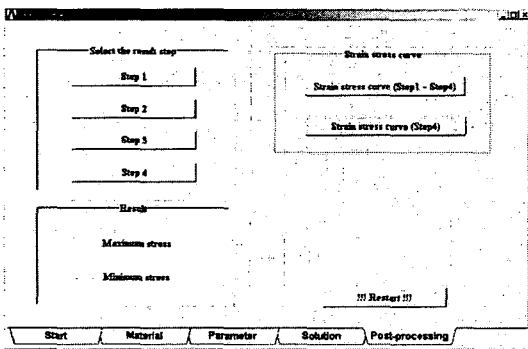 Select the result step
Step 1
Step 2
Step 3
Step 4
Result
Maximum stress
Minimum stress
Strain stress curve
Strain stress curve (Step1 - Step4)
Strain stress curve (Step4)
!!! Restart !!!
Start
Material
Parameter
Solution
Post-processing